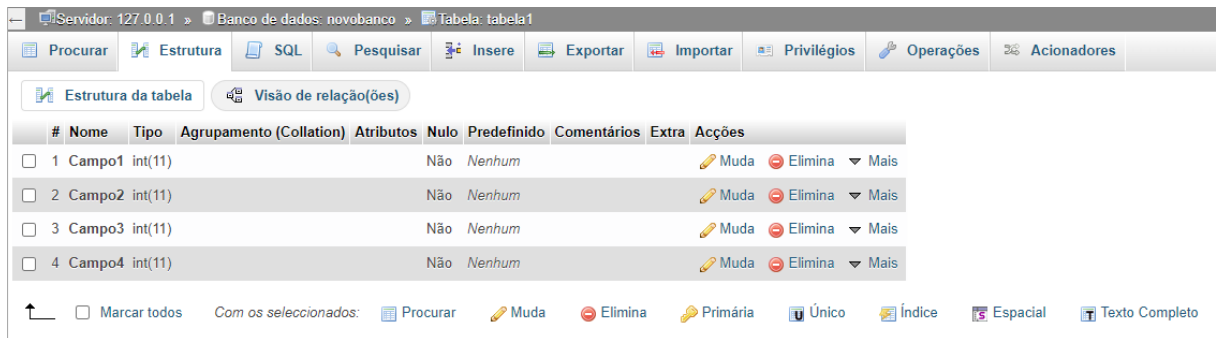 Servidor: 127.0.0.1 » Banco de dados: novobanco » Tabela: tabela1
Procurar Estrutura SQL Pesquisar Insere Exportar Importar Privilégios Operações Acionadores
Estrutura da tabela Visão de relação(ões)
# Nome Tipo Agrupamento (Collation) Atributos Nulo Predefinido Comentários Extra Acções
1 Campo1 int(11) Não Nenhum Muda Elimina Mais
2 Campo2 int(11) Não Nenhum Muda Elimina Mais
3 Campo3 int(11) Não Nenhum Muda Elimina Mais
4 Campo4 int(11) Não Nenhum Muda Elimina Mais
Marcar todos Com os seleccionados: Procurar Muda Elimina Primária Único Índice Espacial Texto Completo